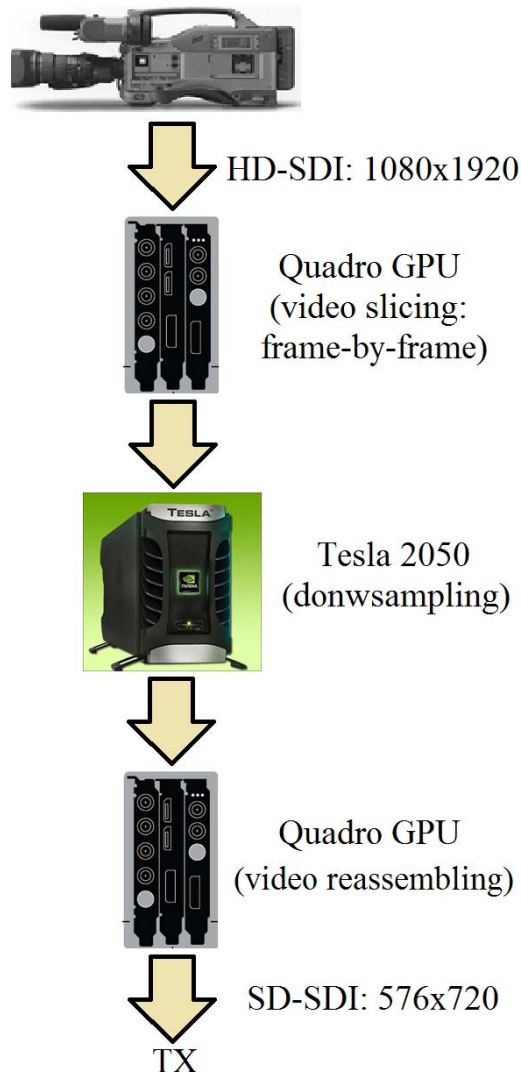 HD-SDI: 1080x1920
Quadro GPU
(video slicing:
frame-by-frame)
TESLA
NVIDIA
Tesla 2050
(donwsampling)
Quadro GPU
(video reassembling)
SD-SDI: 576x720
TX